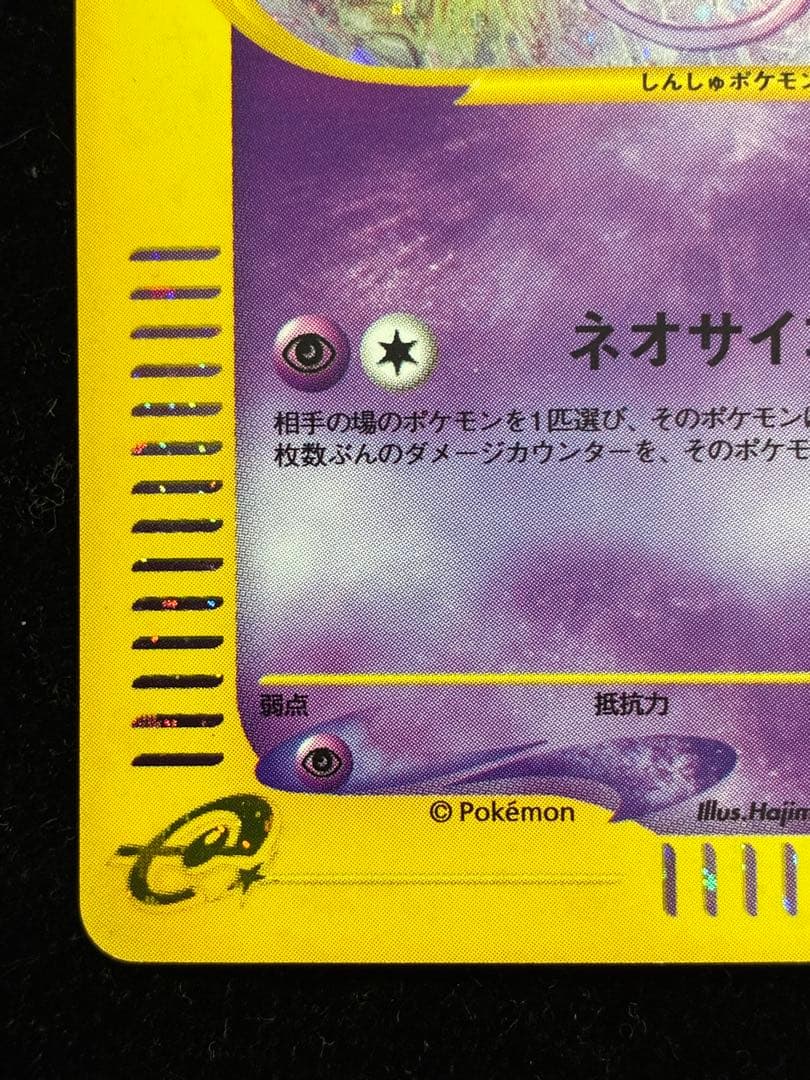 しんしゅポケモン
ネオサイ
相手の場のポケモンを1匹選び、そのポケモンに
枚数ぶんのダメージカウンターを、そのポケモ
弱点 抵抗力
© Pokémon Illus.Hajim
e